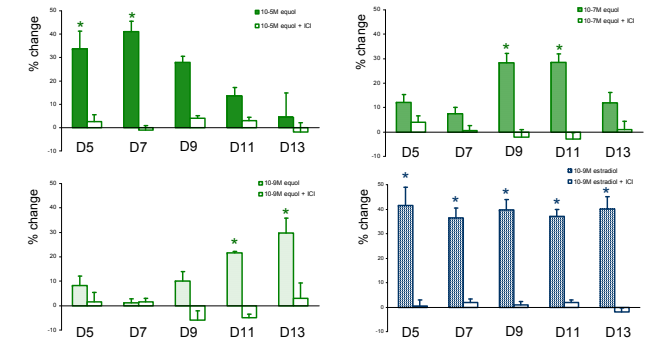 50
40
30
20
10
0
-10
% change
* *
10-5M equol
10-5M equol + ICI
D5 D7 D9 D11 D13
50
40
30
20
10
0
-10
% change
* *
10-7M equol
10-7M equol + ICI
D5 D7 D9 D11 D13
50
40
30
20
10
0
-10
% change
* *
10-9M equol
10-9M equol + ICI
D5 D7 D9 D11 D13
50
40
30
20
10
0
-10
% change
* * * * *
10-9M estradiol
10-9M estradiol + ICI
D5 D7 D9 D11 D13